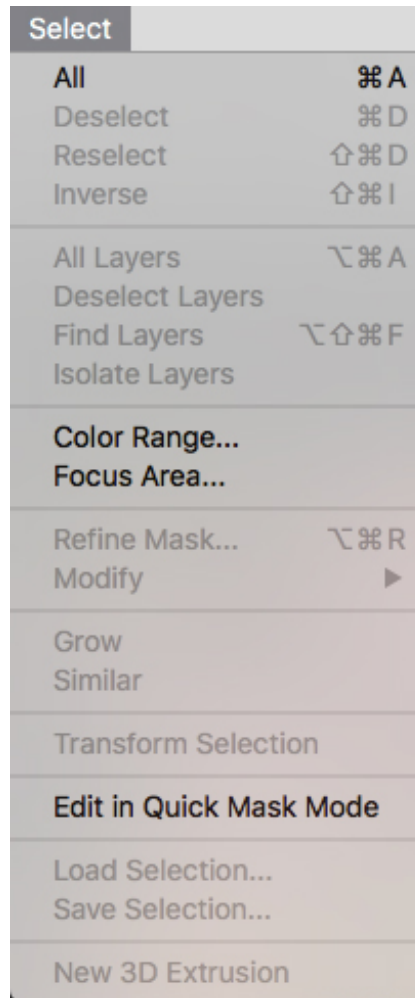 Select
All ⌘A
Deselect ⌘D
Reselect ⇧⌘D
Inverse ⇧⌘I
All Layers ⌥⌘A
Deselect Layers
Find Layers ⌥⇧⌘F
Isolate Layers
Color Range...
Focus Area...
Refine Mask... ⌥⌘R
Modify ▶
Grow
Similar
Transform Selection
Edit in Quick Mask Mode
Load Selection...
Save Selection...
New 3D Extrusion